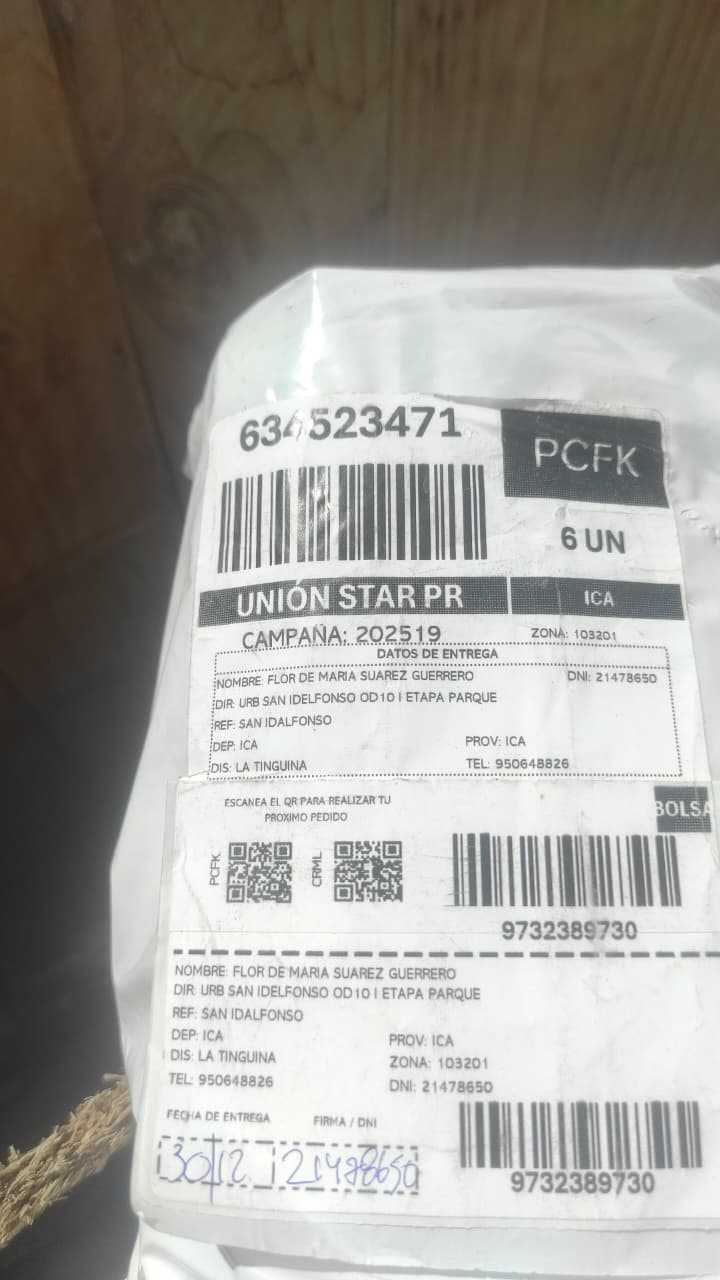 634523471
PCFK
6 UN
UNIÓN STAR PR
ICA
CAMPAÑA: 202519
ZONA: 103201
DATOS DE ENTREGA
NOMBRE: FLOR DE MARIA SUAREZ GUERRERO
DNI: 21478650
DIR: URB SAN IDELFONSO OD10 I ETAPA PARQUE
REF: SAN IDALFONSO
DEP: ICA
PROV: ICA
DIS: LA TINGUINA
TEL: 950648826
ESCANEA EL QR PARA REALIZAR TU
PROXIMO PEDIDO
BOLSA
PCFK
CRML
9732389730
NOMBRE: FLOR DE MARIA SUAREZ GUERRERO
DIR: URB SAN IDELFONSO OD10 I ETAPA PARQUE
REF: SAN IDALFONSO
DEP: ICA
PROV: ICA
DIS: LA TINGUINA
ZONA: 103201
TEL: 950648826
DNI: 21478650
FECHA DE ENTREGA
FIRMA / DNI
30/12
21478650
9732389730